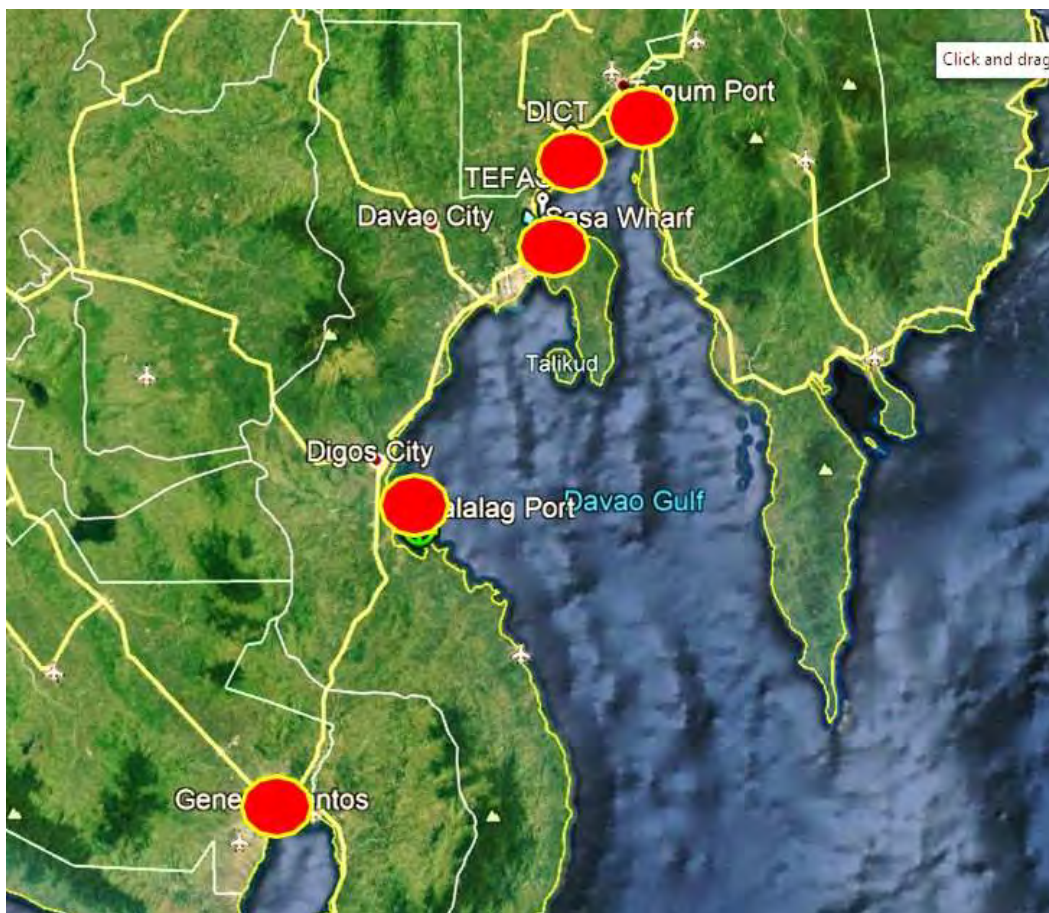 Click and drag
Tagum Port
DICT
TEFAS
Davao City
Sasa Wharf
Talikud
Digos City
alalag Port
Davao Gulf
Gene
ntos